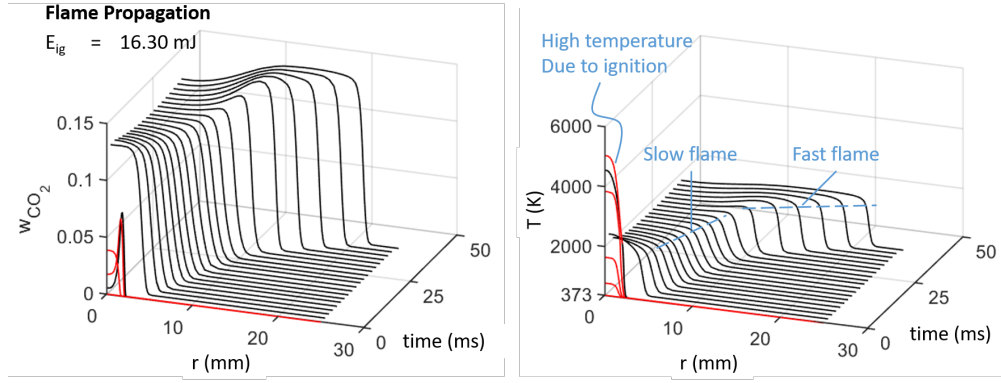 Flame Propagation
E_ig = 16.30 mJ
0.15
0.1
0.05
0
w_CO2
0
10
20
30
r (mm)
0
25
50
time (ms)
High temperature
Due to ignition
Slow flame
Fast flame
6000
4000
2000
373
T (K)
0
10
20
30
r (mm)
0
25
50
time (ms)